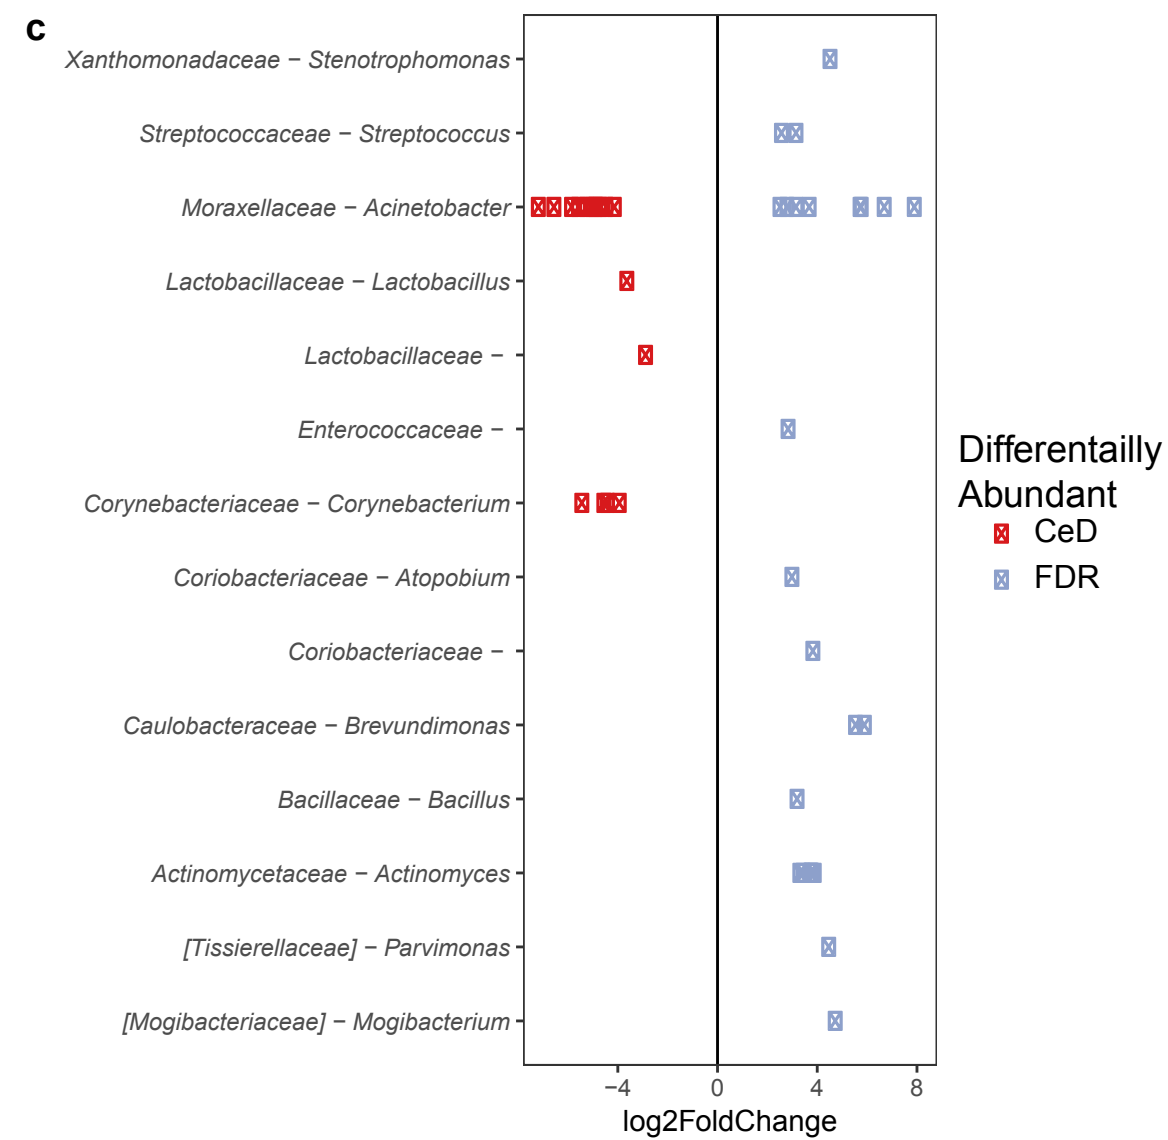 c
Xanthomonadaceae − Stenotrophomonas
Streptococcaceae − Streptococcus
Moraxellaceae − Acinetobacter
Lactobacillaceae − Lactobacillus
Lactobacillaceae −
Enterococcaceae −
Corynebacteriaceae − Corynebacterium
Coriobacteriaceae − Atopobium
Coriobacteriaceae −
Caulobacteraceae − Brevundimonas
Bacillaceae − Bacillus
Actinomycetaceae − Actinomyces
[Tissierellaceae] − Parvimonas
[Mogibacteriaceae] − Mogibacterium
−4 0 4 8
log2FoldChange
Differentailly
Abundant
CeD
FDR